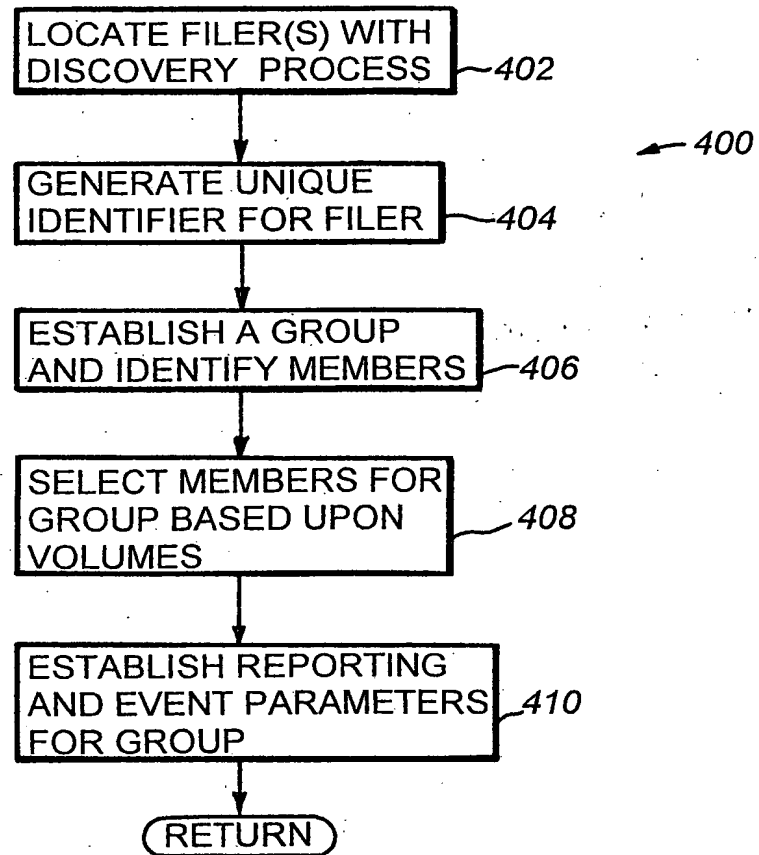 LOCATE FILER(S) WITH
DISCOVERY PROCESS
402
400
GENERATE UNIQUE
IDENTIFIER FOR FILER
404
ESTABLISH A GROUP
AND IDENTIFY MEMBERS
406
SELECT MEMBERS FOR
GROUP BASED UPON
VOLUMES
408
ESTABLISH REPORTING
AND EVENT PARAMETERS
FOR GROUP
410
RETURN